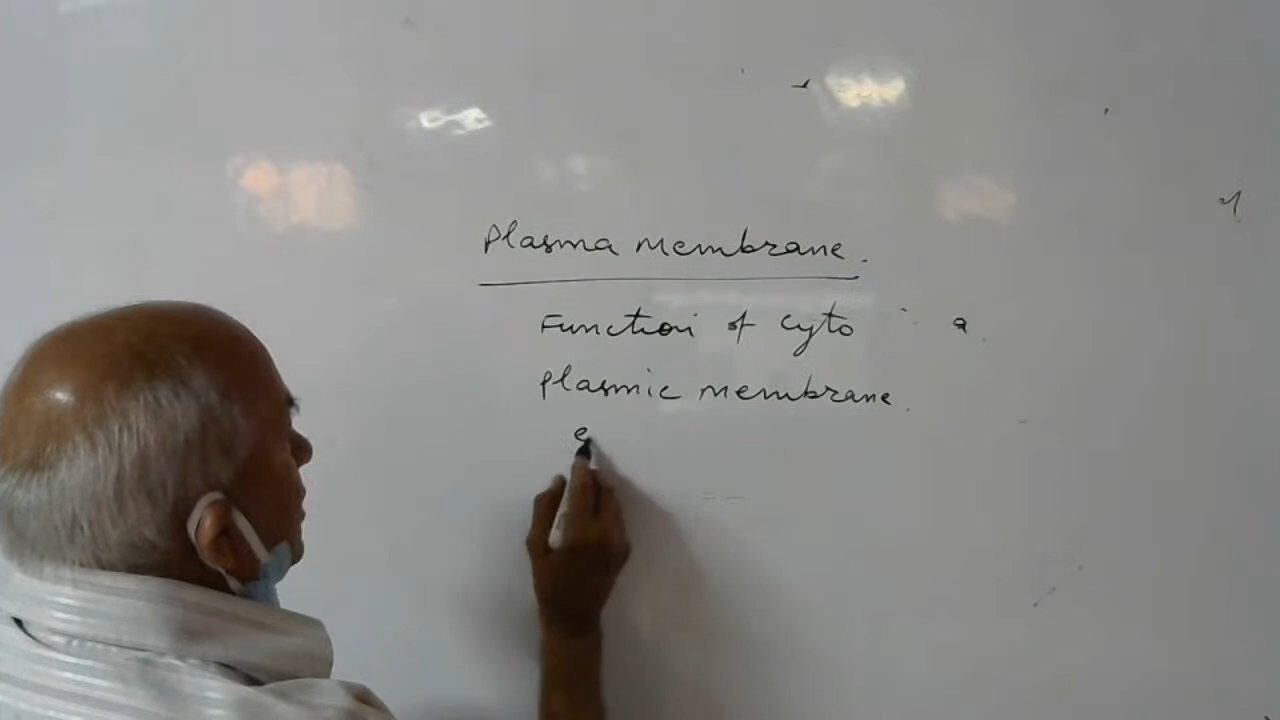 Plasma membrane.
Function of Cyto
Plasmic membrane.
e